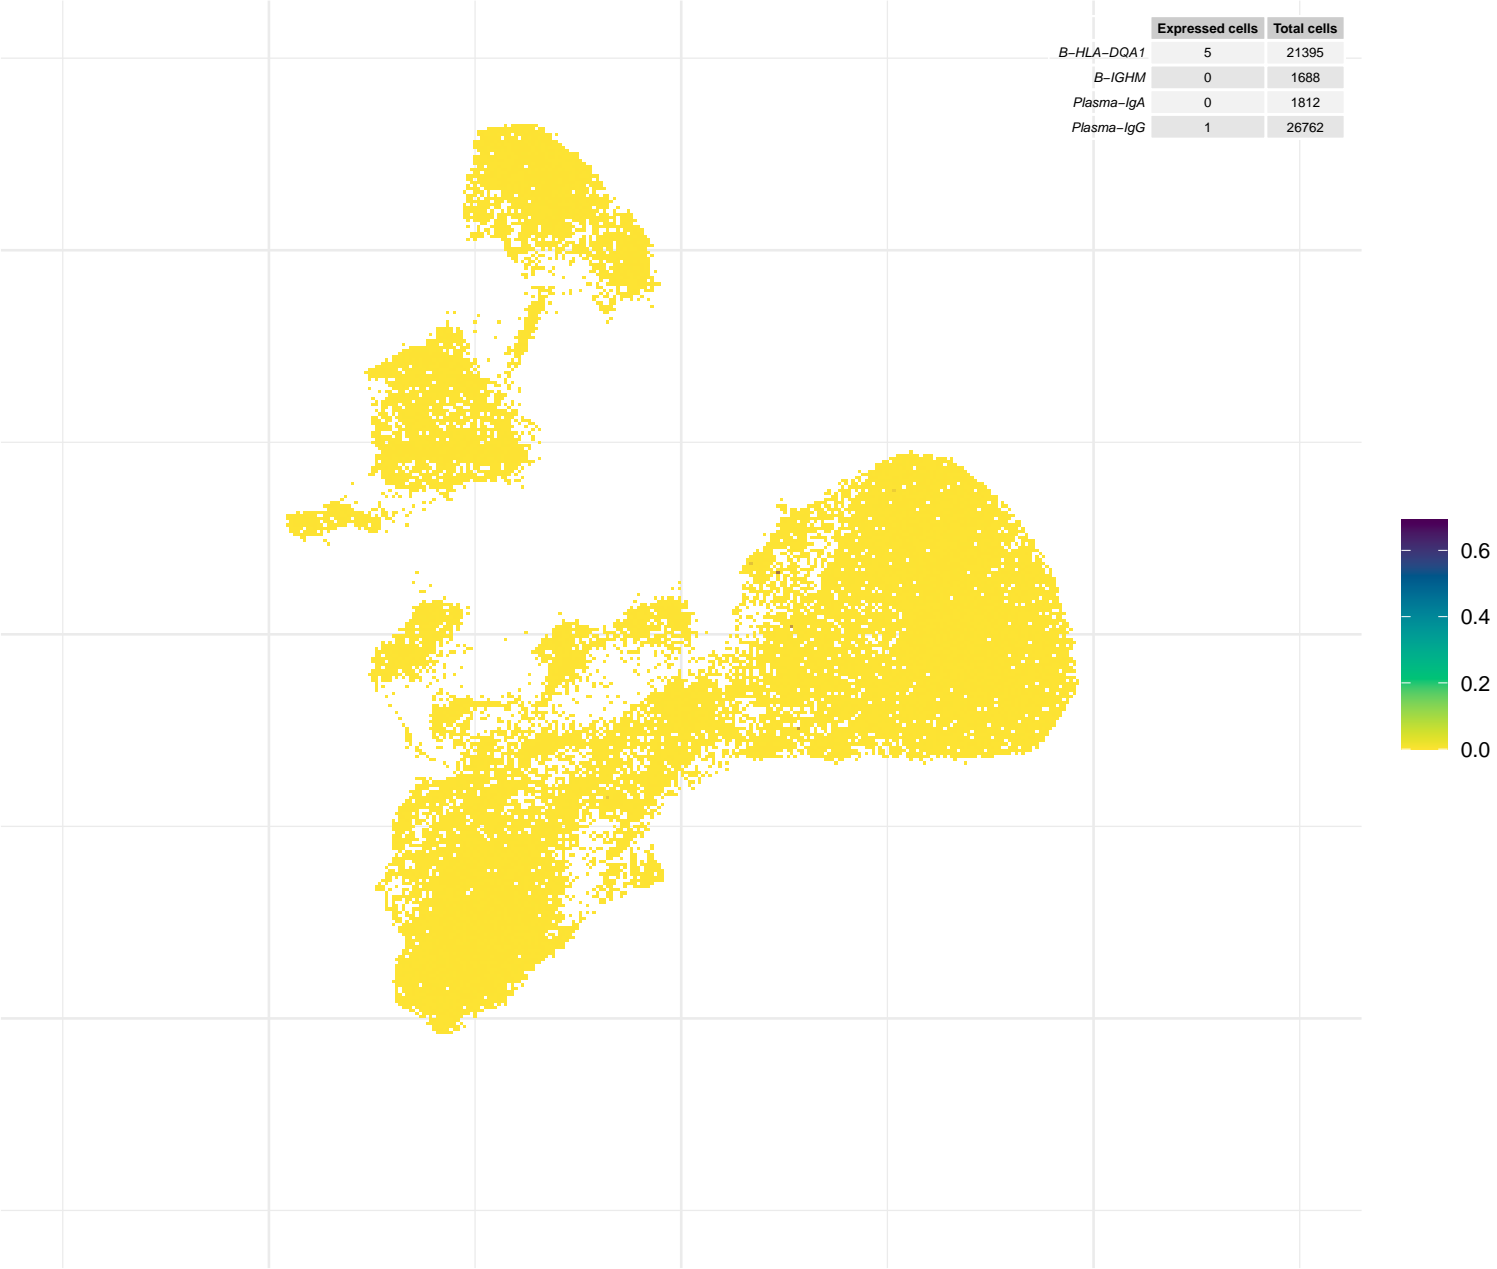 Expressed cells Total cells
B−HLA−DQA1 5 21395
B−IGHM 0 1688
Plasma−IgA 0 1812
Plasma−IgG 1 26762
0.6
0.4
0.2
0.0